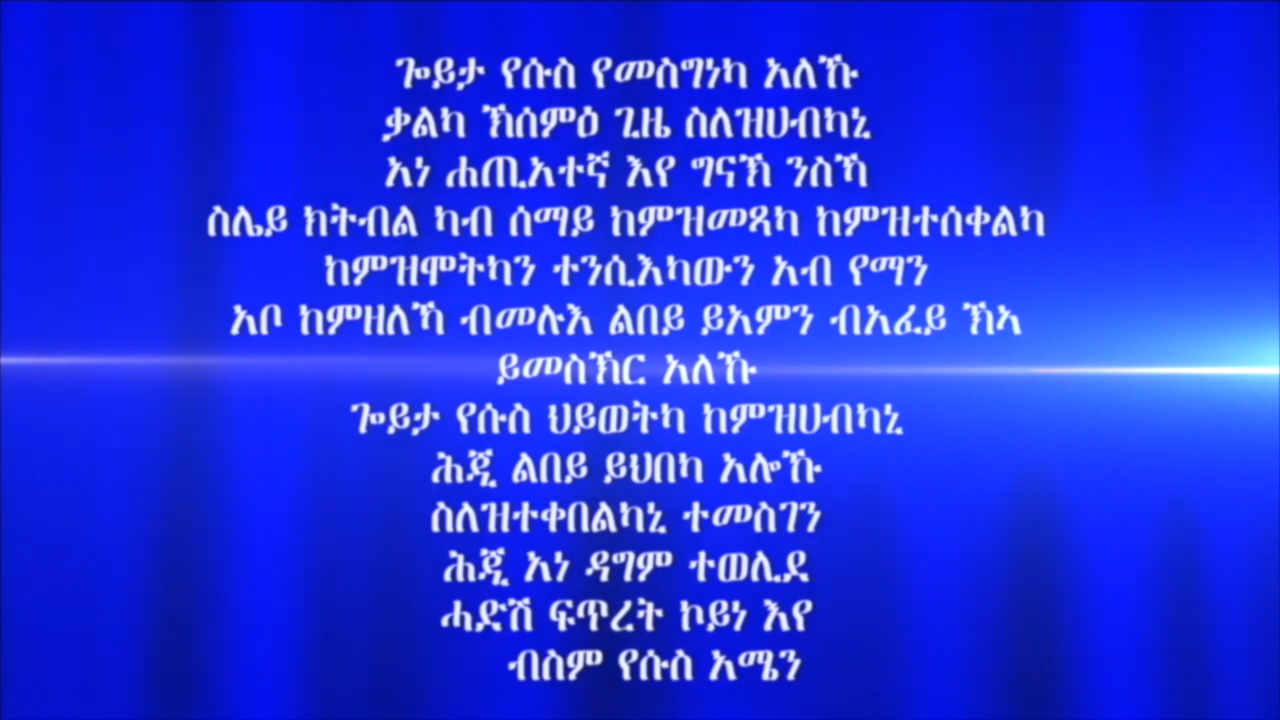 ጐይታ የሱስ የመስግነካ አለኹ
ቃልካ ኽሰምዕ ጊዜ ስለዝሀብካኒ
አነ ሐጢአተኛ እየ ግናኽ ንስኻ
ስሌይ ክትብል ካብ ሰማይ ከምዝመጻካ ከምዝተሰቀልካ
ከምዝሞትካን ተንሲእካውን አብ የማን
አቦ ከምዘለኻ ብመሉእ ልበይ ይአምን ብአፈይ ኽኣ
ይመስኽር አለኹ
ጐይታ የሱስ ህይወትካ ከምዝሀብካኒ
ሕጂ ልበይ ይህበካ አሎኹ
ስለዝተቀበልካኒ ተመስገን
ሕጂ አነ ዳግም ተወሊደ
ሓድሽ ፍጥረት ኮይነ እየ
ብስም የሱስ አሜን